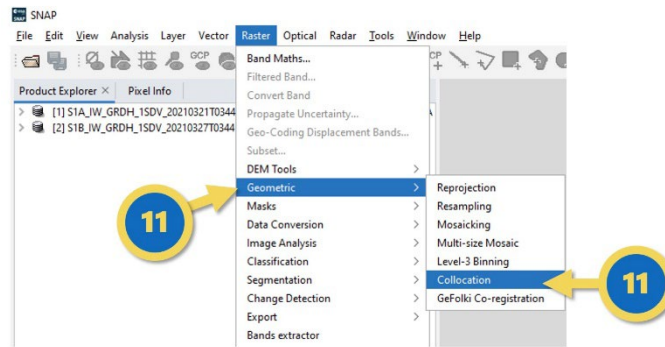 SNAP
File Edit View Analysis Layer Vector Raster Optical Radar Tools Window Help
GCP
Product Explorer × Pixel Info
[1] S1A_IW_GRDH_1SDV_20210321T0344
[2] S1B_IW_GRDH_1SDV_20210327T0344
Band Maths...
Filtered Band...
Convert Band
Propagate Uncertainty...
Geo-Coding Displacement Bands...
Subset...
DEM Tools >
Geometric >
Masks >
Data Conversion >
Image Analysis >
Classification >
Segmentation >
Change Detection >
Export >
Bands extractor
Reprojection
Resampling
Mosaicking
Multi-size Mosaic
Level-3 Binning
Collocation
GeFolki Co-registration
11
11